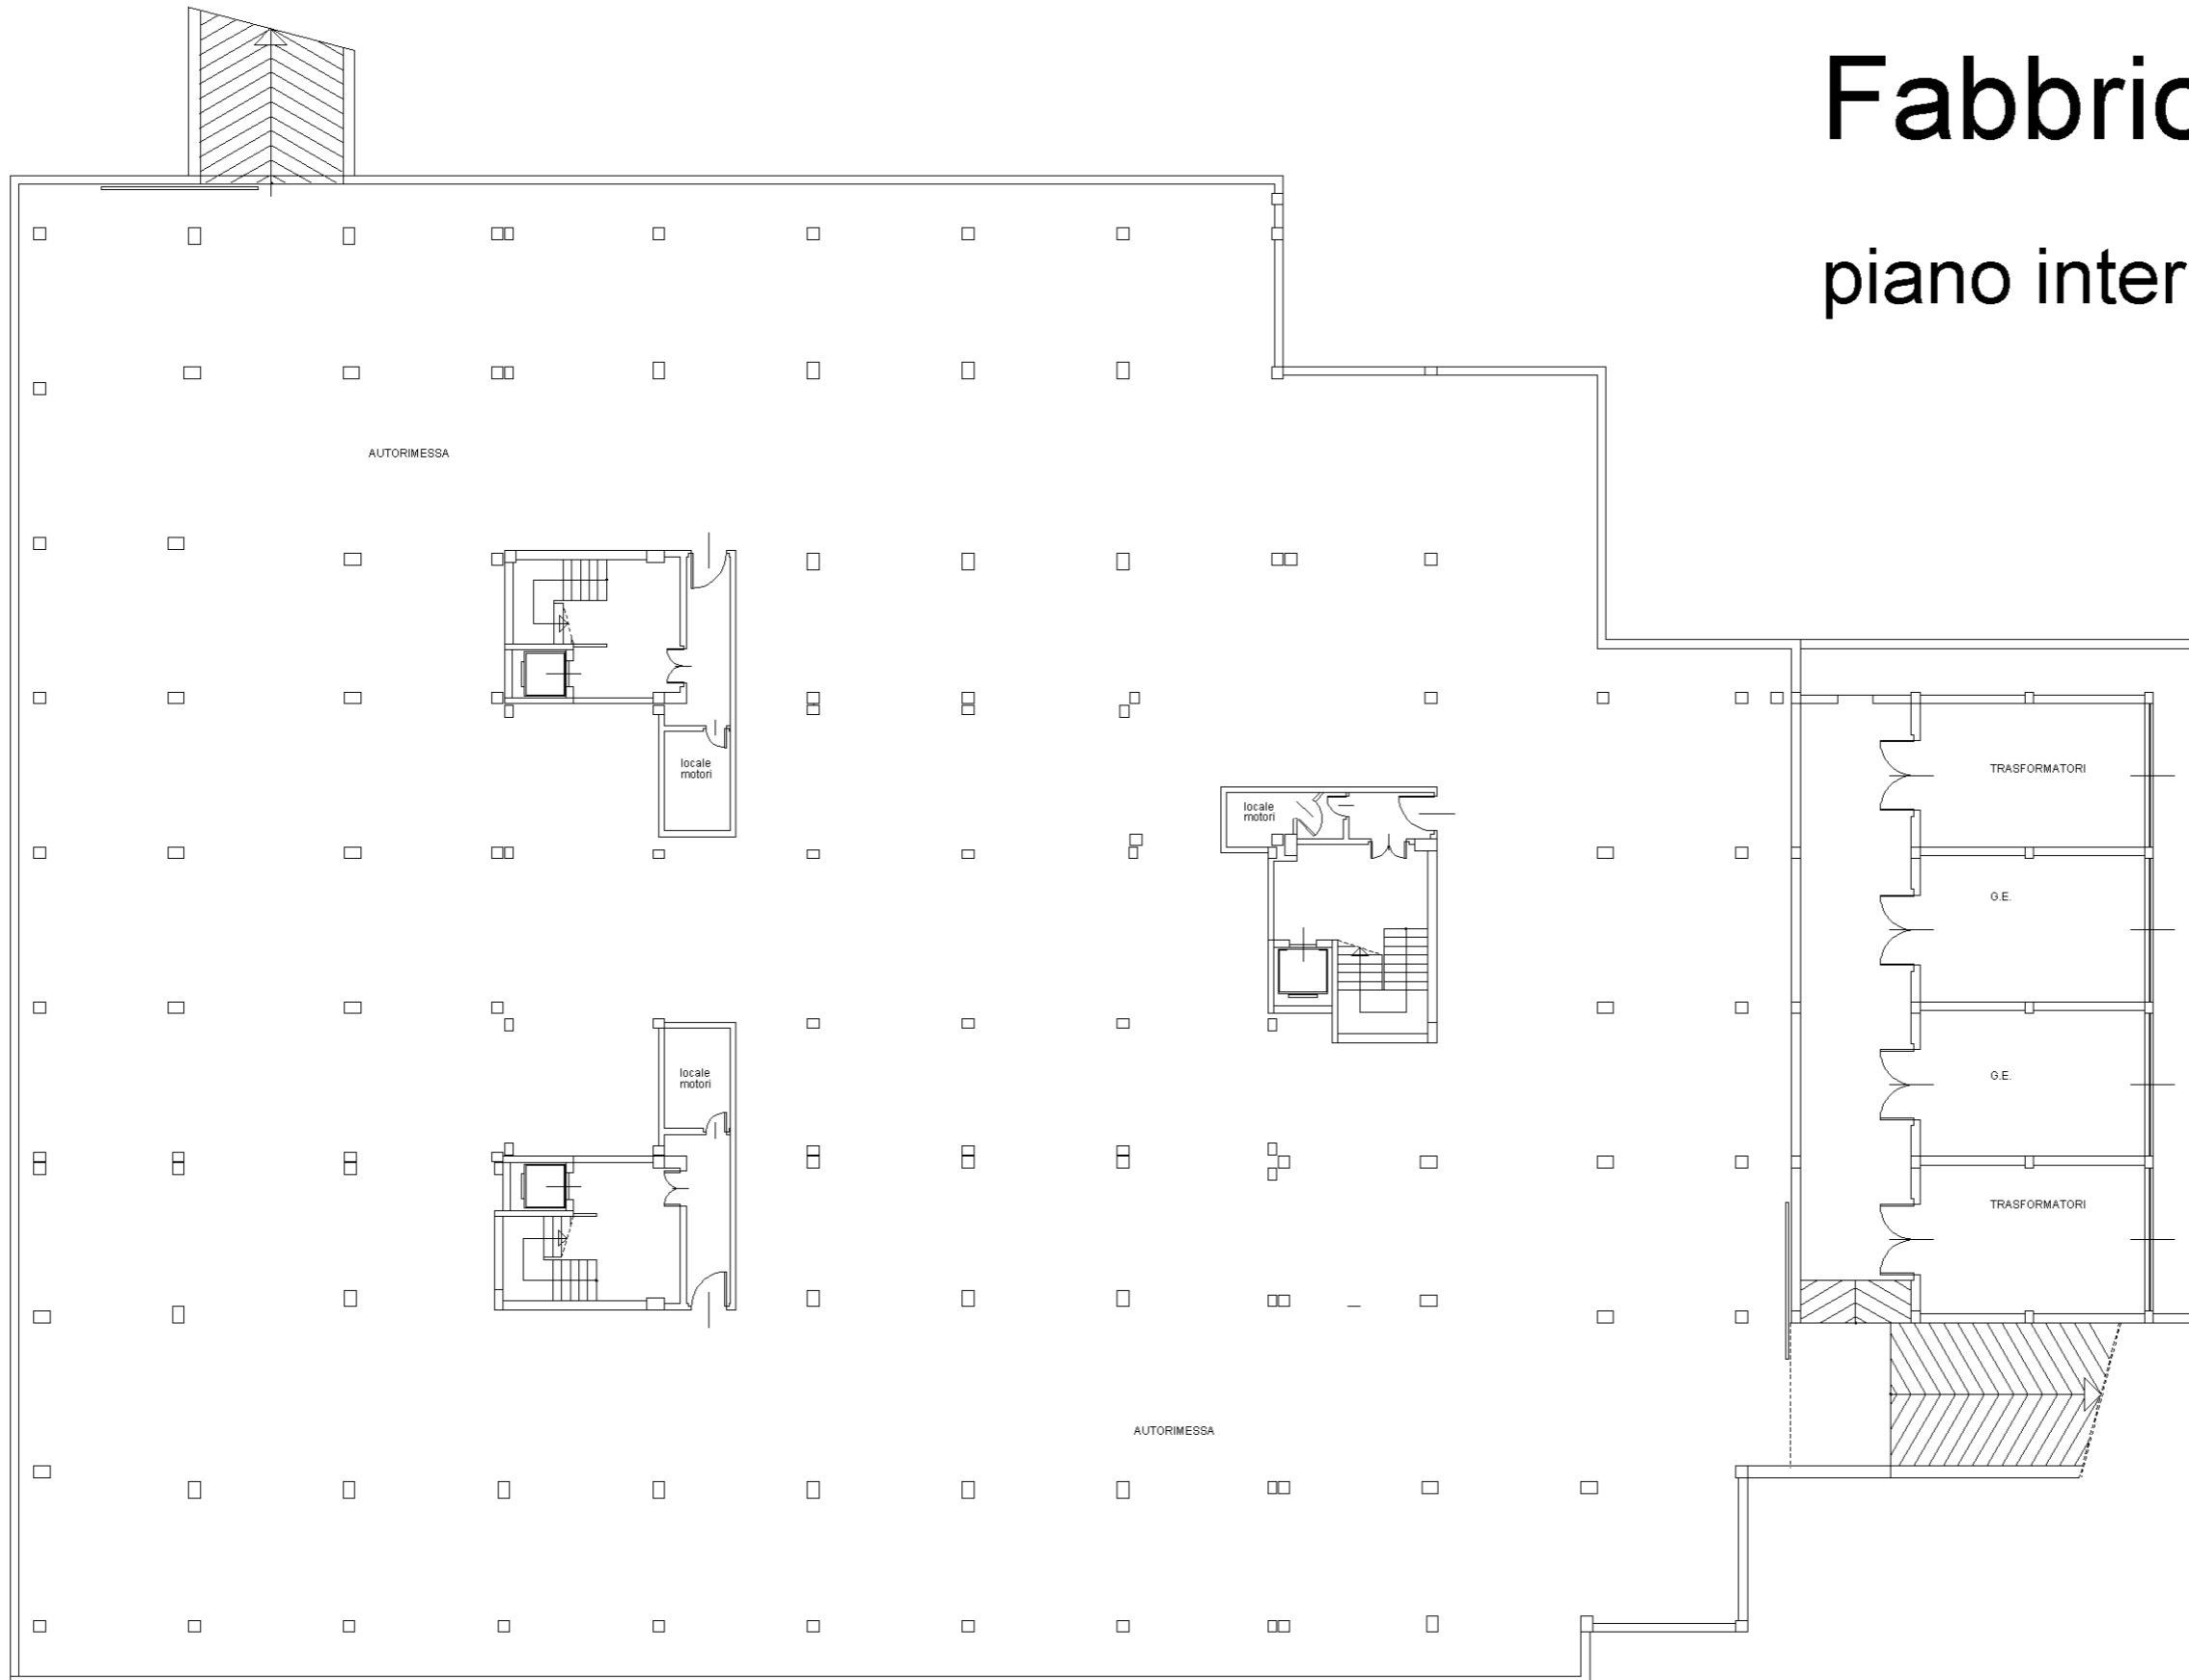 Fabbric
piano inter
AUTORIMESSA
locale
motori
TRASFORMATORI
locale
motori
G.E.
locale
motori
G.E.
TRASFORMATORI
AUTORIMESSA